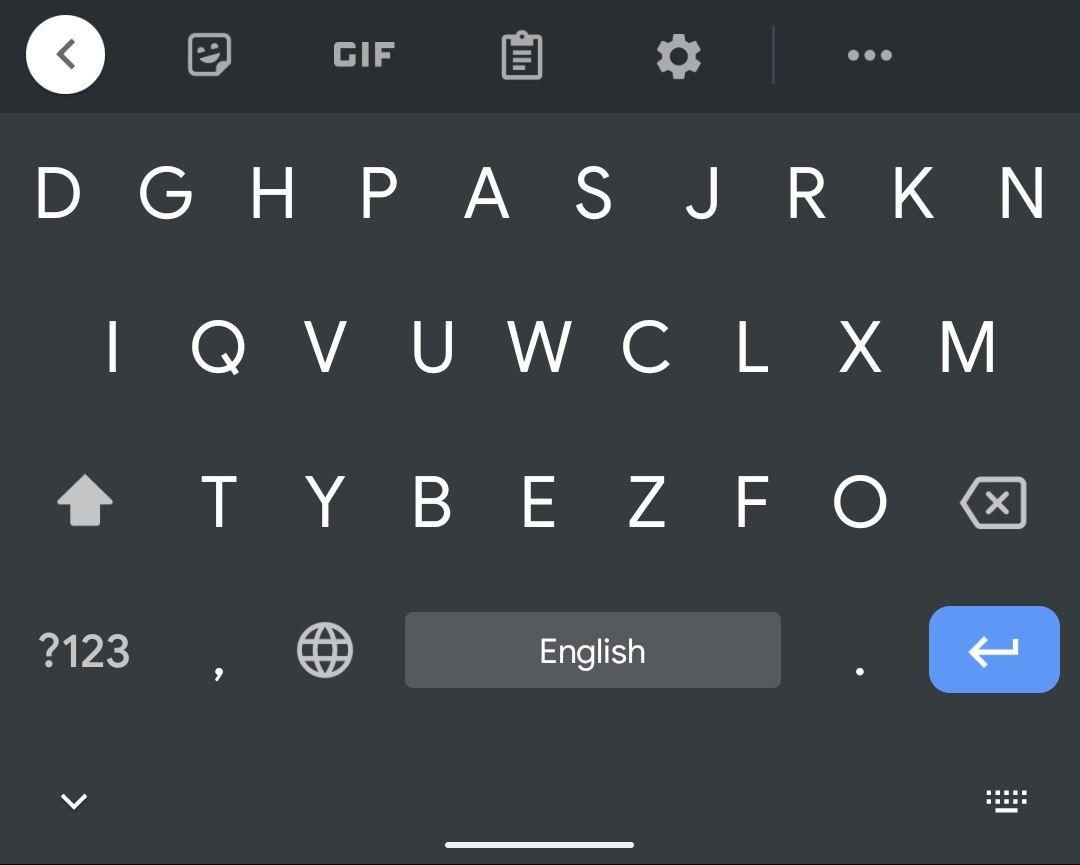 GIF
D G H P A S J R K N
I Q V U W C L X M
T Y B E Z F O
?123 , English .